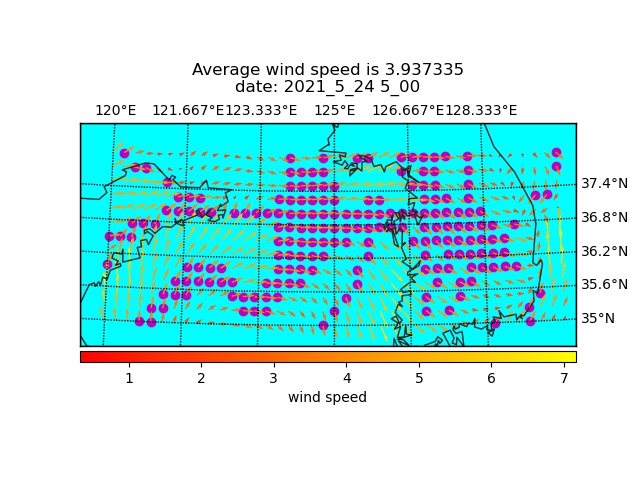 Average wind speed is 3.937335
date: 2021_5_24 5_00
120°E 121.667°E 123.333°E 125°E 126.667°E 128.333°E
37.4°N
36.8°N
36.2°N
35.6°N
35°N
1 2 3 4 5 6 7
wind speed